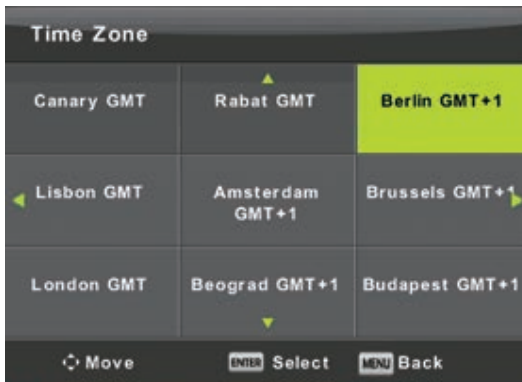 Time Zone
Canary GMT
Rabat GMT
Berlin GMT+1
Lisbon GMT
Amsterdam
GMT+1
Brussels GMT+1
London GMT
Beograd GMT+1
Budapest GMT+1
Move
ENTER Select
MENU Back